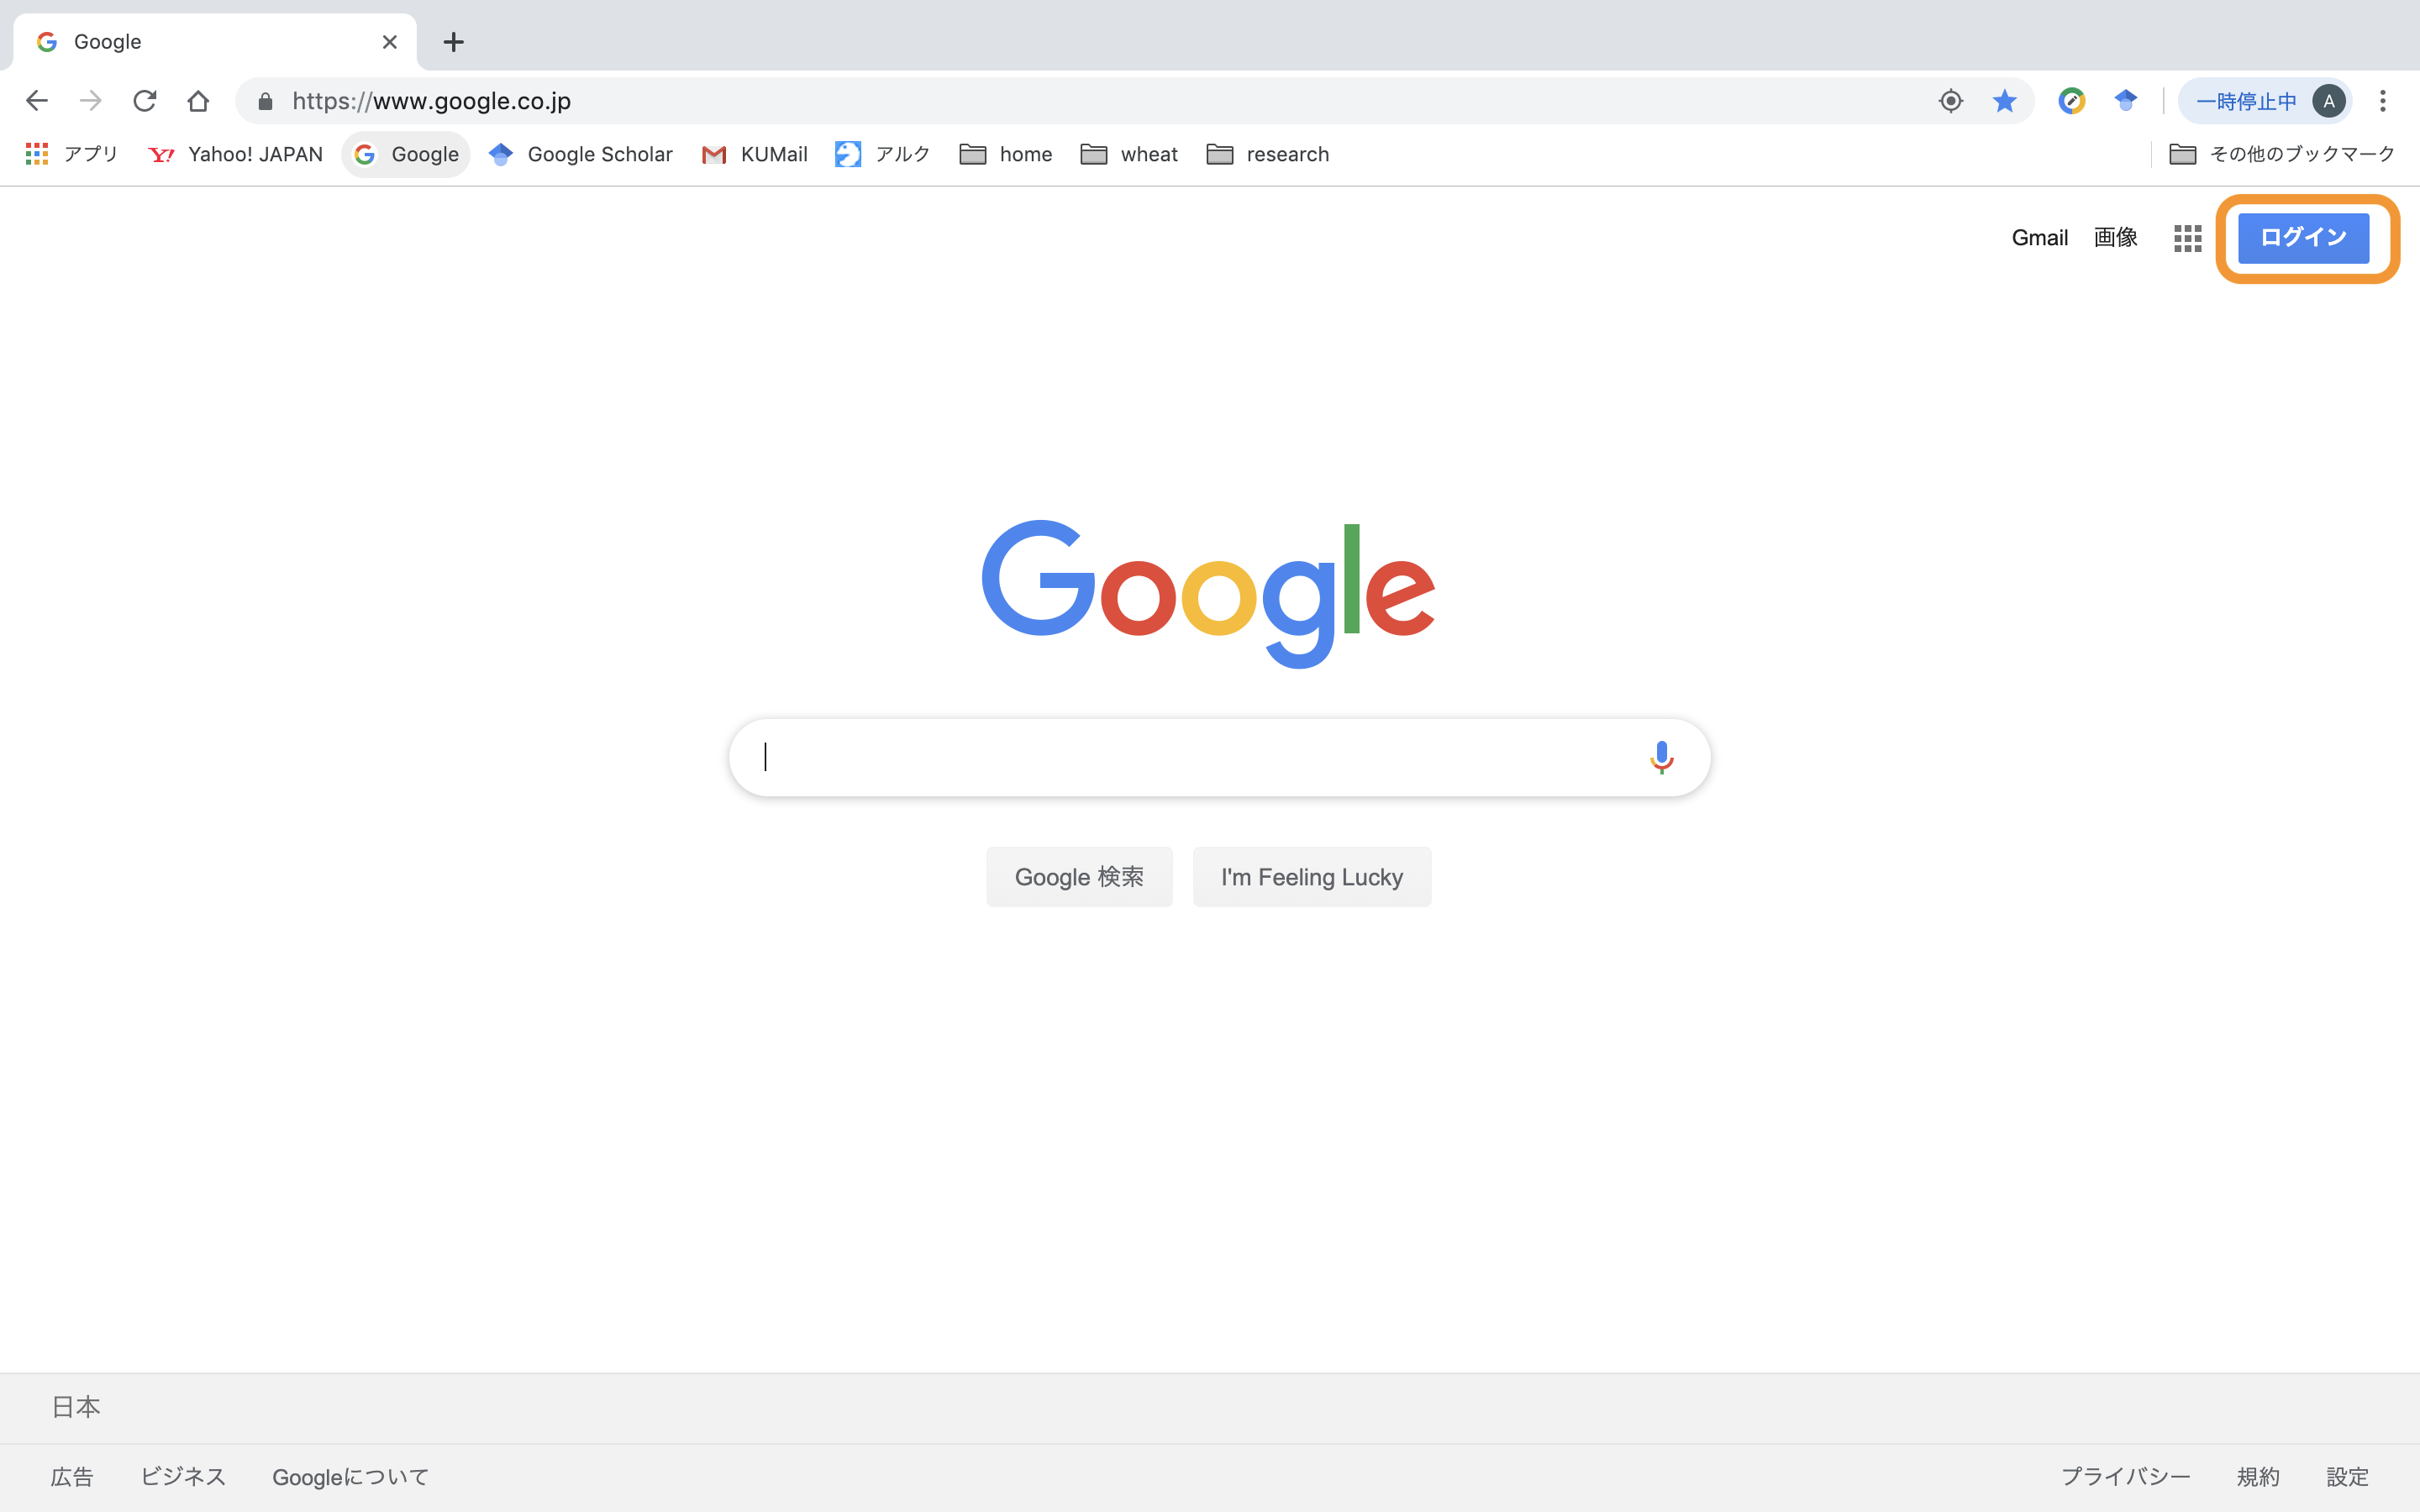 Google
https://www.google.co.jp
一時停止中 A
アプリ Yahoo! JAPAN Google Google Scholar KUMail アルク home wheat research その他のブックマーク
Gmail 画像 ログイン
Google
Google 検索 I'm Feeling Lucky
日本
広告 ビジネス Googleについて プライバシー 規約 設定